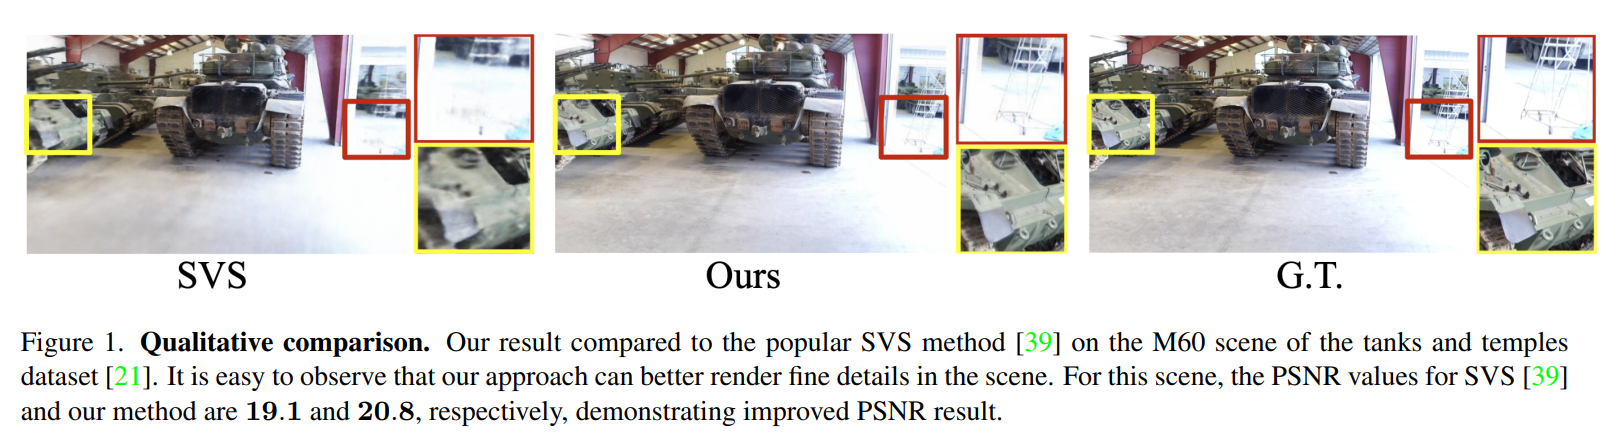 SVS
Ours
G.T.
Figure 1. Qualitative comparison. Our result compared to the popular SVS method [39] on the M60 scene of the tanks and temples
dataset [21]. It is easy to observe that our approach can better render fine details in the scene. For this scene, the PSNR values for SVS [39]
and our method are 19.1 and 20.8, respectively, demonstrating improved PSNR result.